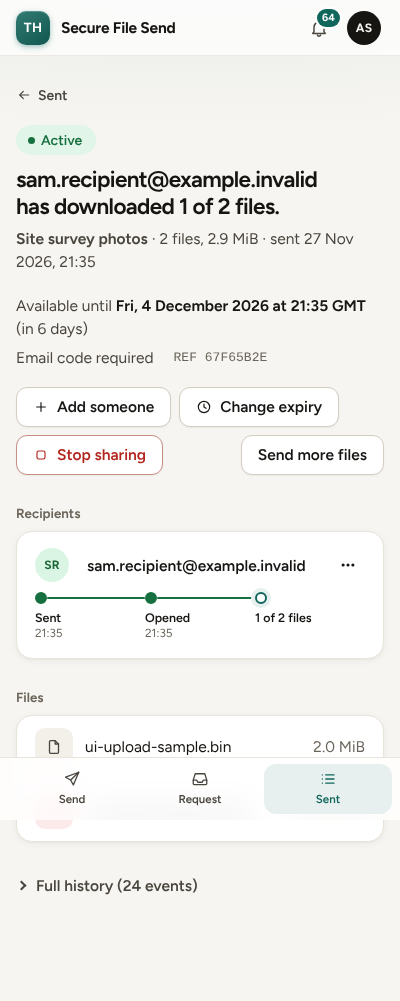 TH
Secure File Send
64
AS
← Sent
Active
sam.recipient@example.invalid
has downloaded 1 of 2 files.
Site survey photos · 2 files, 2.9 MiB · sent 27 Nov
2026, 21:35
Available until Fri, 4 December 2026 at 21:35 GMT
(in 6 days)
Email code required REF 67F65B2E
Add someone
Change expiry
Stop sharing
Send more files
Recipients
SR
sam.recipient@example.invalid
Sent
Opened
1 of 2 files
21:35
21:35
Files
ui-upload-sample.bin 2.0 MiB
Send
Request
Sent
Full history (24 events)